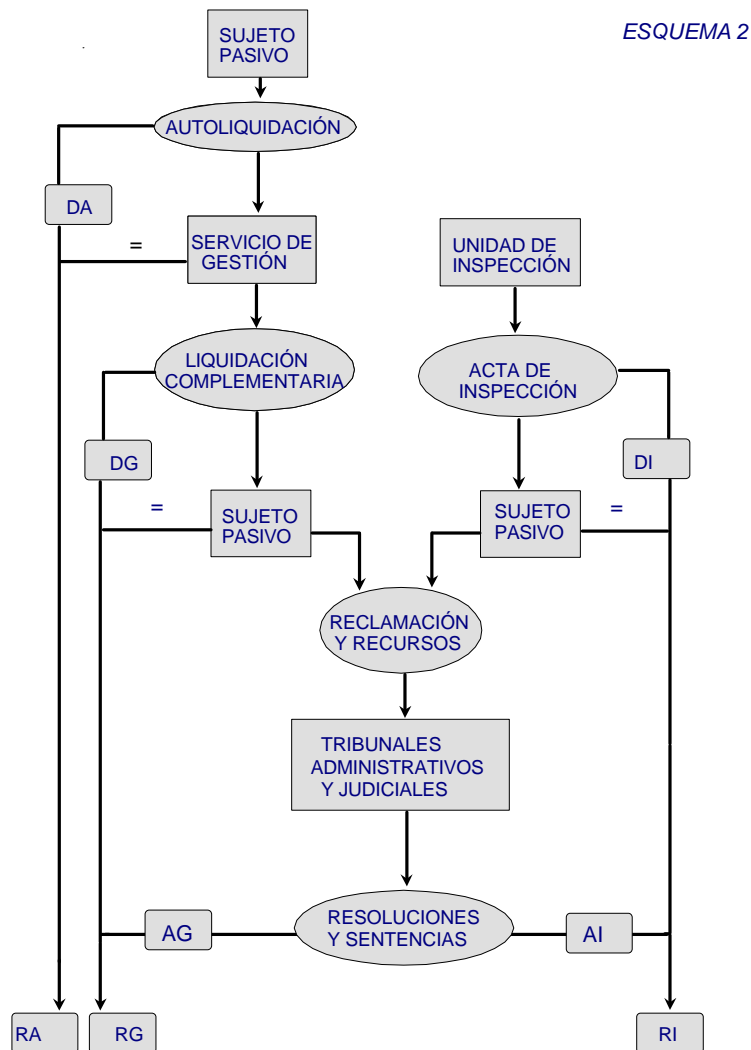 ESQUEMA 2
SUJETO
PASIVO
AUTOLIQUIDACIÓN
DA
=
SERVICIO DE
GESTIÓN
UNIDAD DE
INSPECCIÓN
LIQUIDACIÓN
COMPLEMENTARIA
ACTA DE
INSPECCIÓN
DG
DI
=
SUJETO
PASIVO
SUJETO
PASIVO
=
RECLAMACIÓN
Y RECURSOS
TRIBUNALES
ADMINISTRATIVOS
Y JUDICIALES
AG
RESOLUCIONES
Y SENTENCIAS
AI
RA
RG
RI